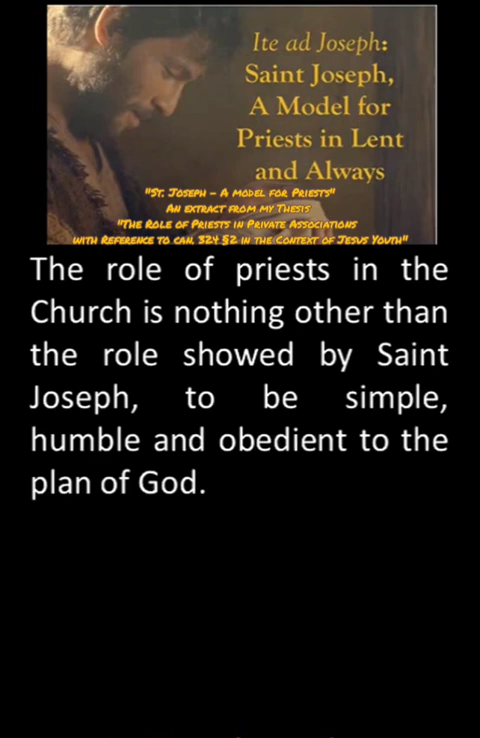 Ite ad Joseph:
Saint Joseph,
A Model for
Priests in Lent
and Always
"St. Joseph - A model for Priests"
An extract from my Thesis
"The Role of Priests in Private Associations
with Reference to can. 324 §2 in the Context of Jesus Youth"
The role of priests in the
Church is nothing other than
the role showed by Saint
Joseph, to be simple,
humble and obedient to the
plan of God.